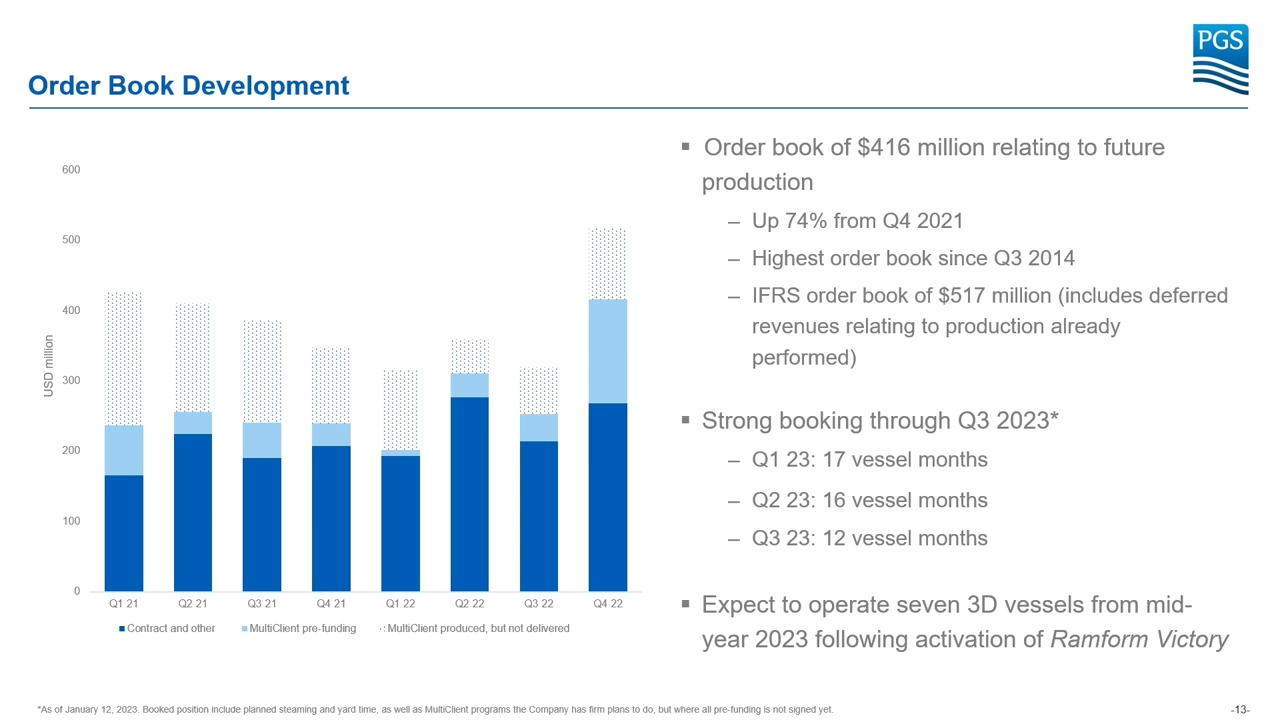 PGS
Order Book Development
600
500
400
300
200
100
0
USD million
Q1 21 Q2 21 Q3 21 Q4 21 Q1 22 Q2 22 Q3 22 Q4 22
Contract and other MultiClient pre-funding MultiClient produced, but not delivered
▪ Order book of $416 million relating to future
production
– Up 74% from Q4 2021
– Highest order book since Q3 2014
– IFRS order book of $517 million (includes deferred
revenues relating to production already
performed)
▪ Strong booking through Q3 2023*
– Q1 23: 17 vessel months
– Q2 23: 16 vessel months
– Q3 23: 12 vessel months
▪ Expect to operate seven 3D vessels from mid-
year 2023 following activation of Ramform Victory
*As of January 12, 2023. Booked position include planned steaming and yard time, as well as MultiClient programs the Company has firm plans to do, but where all pre-funding is not signed yet.
-13-